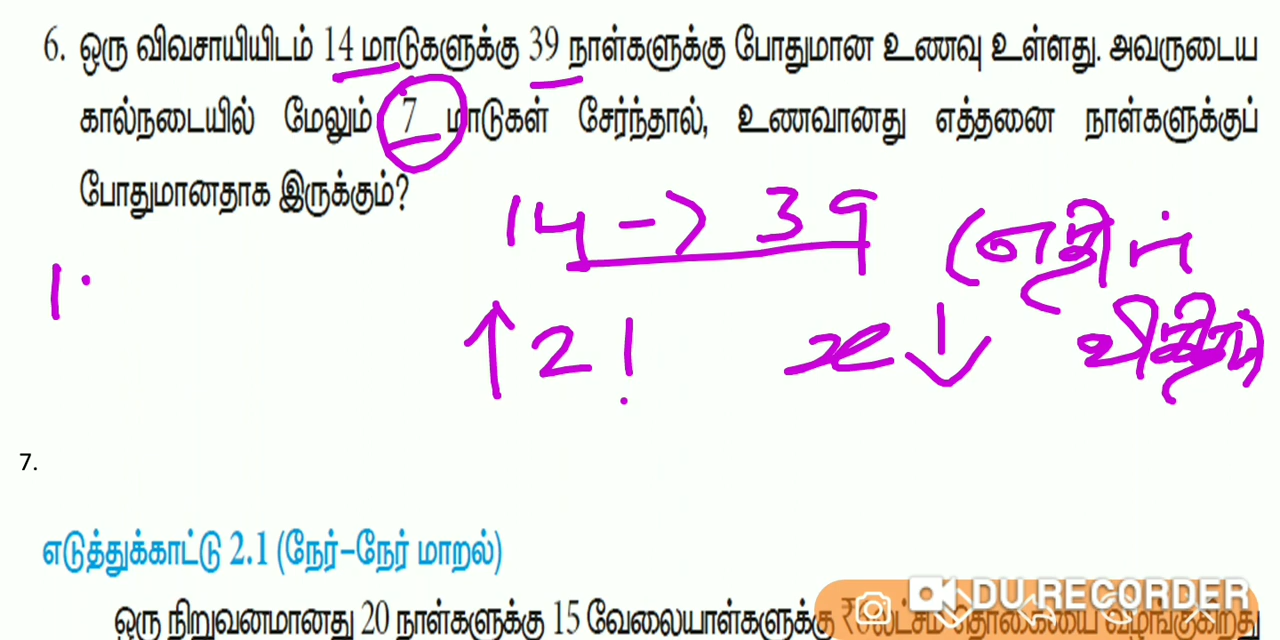 6. ஒரு விவசாயியிடம் 14 மாடுகளுக்கு 39 நாள்களுக்கு போதுமான உணவு உள்ளது. அவருடைய
கால்நடையில் மேலும் 7 மாடுகள் சேர்ந்தால், உணவானது எத்தனை நாள்களுக்குப்
போதுமானதாக இருக்கும்?
14 -> 39 (எதிர்
1.
↑ 21 x ↓
7.
எடுத்துக்காட்டு 2.1 (நேர்–நேர் மாறல்)
ஒரு நிறுவனமானது 20 நாள்களுக்கு 15 வேலையாள்களுக்கு
DU RECORDER